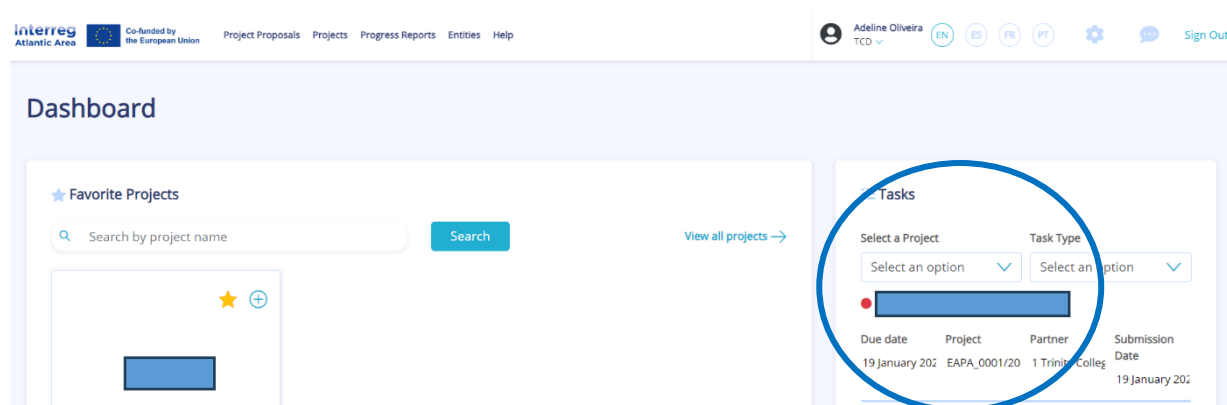 Interreg
Atlantic Area
Co-funded by
the European Union
Project Proposals Projects Progress Reports Entities Help
Adeline Oliveira
TCD
EN ES FR PT
Sign Out
Dashboard
Favorite Projects
Search by project name
Search
View all projects
Tasks
Select a Project Task Type
Select an option Select an option
Due date Project Partner Submission
Date
19 January 202 EAPA_0001/20 1 Trinity Colleg
19 January 202